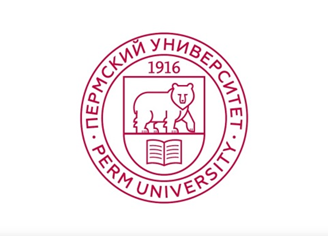 ПЕРМСКИЙ УНИВЕРСИТЕТ
1916
PERM UNIVERSITY